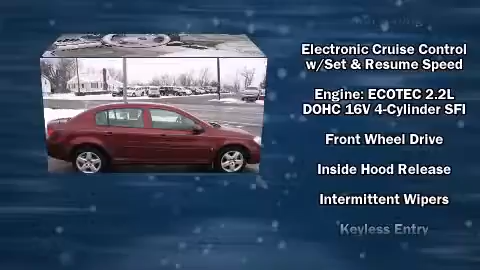 Electronic Cruise Control
w/Set & Resume Speed
Engine: ECOTEC 2.2L
DOHC 16V 4-Cylinder SFI
Front Wheel Drive
Inside Hood Release
Intermittent Wipers
Keyless Entry